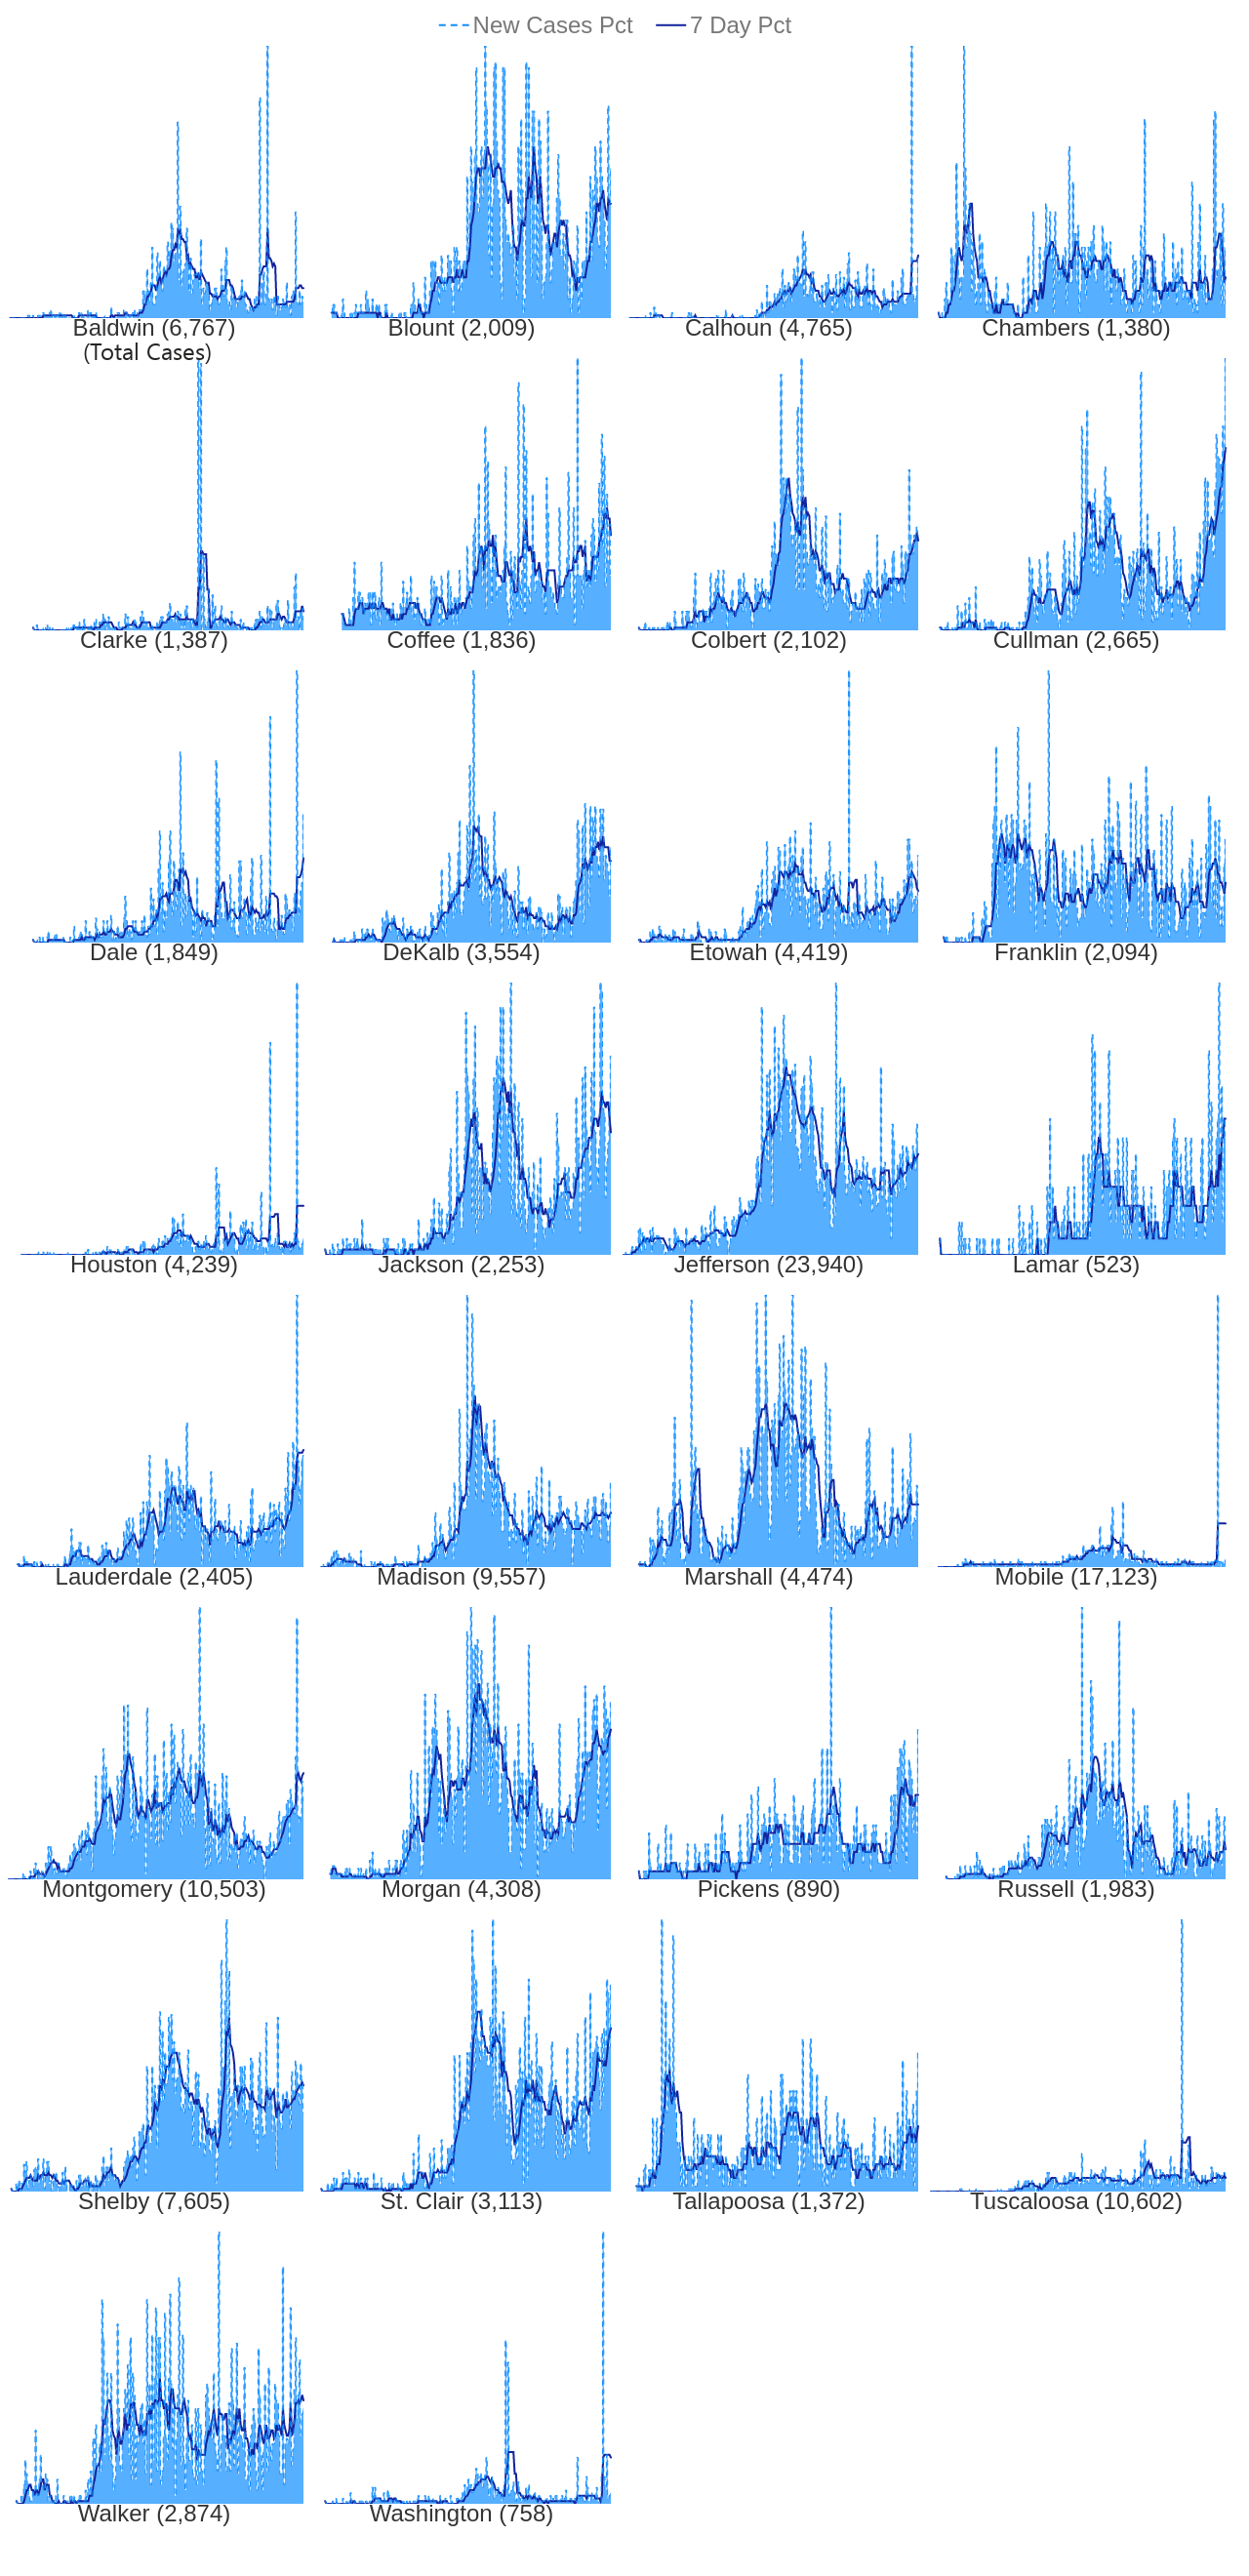 New Cases Pct 7 Day Pct
Baldwin (6,767) Blount (2,009) Calhoun (4,765) Chambers (1,380)
(Total Cases)
Clarke (1,387) Coffee (1,836) Colbert (2,102) Cullman (2,665)
Dale (1,849) DeKalb (3,554) Etowah (4,419) Franklin (2,094)
Houston (4,239) Jackson (2,253) Jefferson (23,940) Lamar (523)
Lauderdale (2,405) Madison (9,557) Marshall (4,474) Mobile (17,123)
Montgomery (10,503) Morgan (4,308) Pickens (890) Russell (1,983)
Shelby (7,605) St. Clair (3,113) Tallapoosa (1,372) Tuscaloosa (10,602)
Walker (2,874) Washington (758)